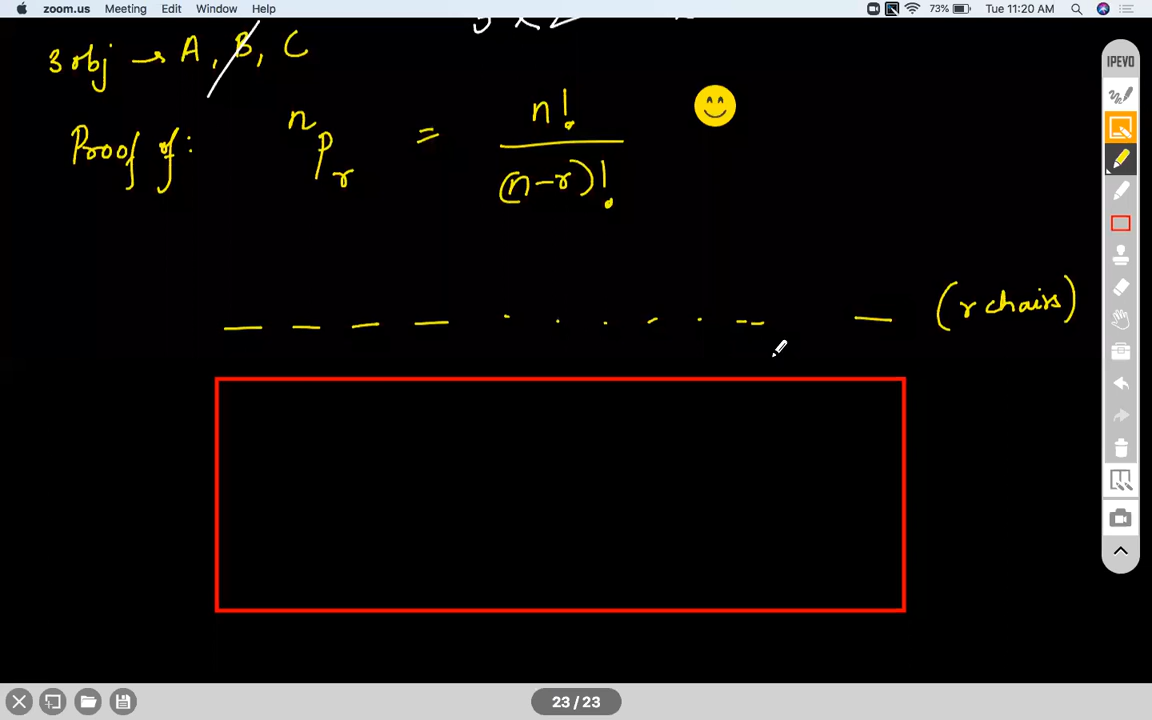 zoom.us Meeting Edit Window Help 73% Tue 11:20 AM
3 obj → A, B, C
Proof of: nPr = n! / (n-r)!
(r chairs)
IPEVO
23 / 23